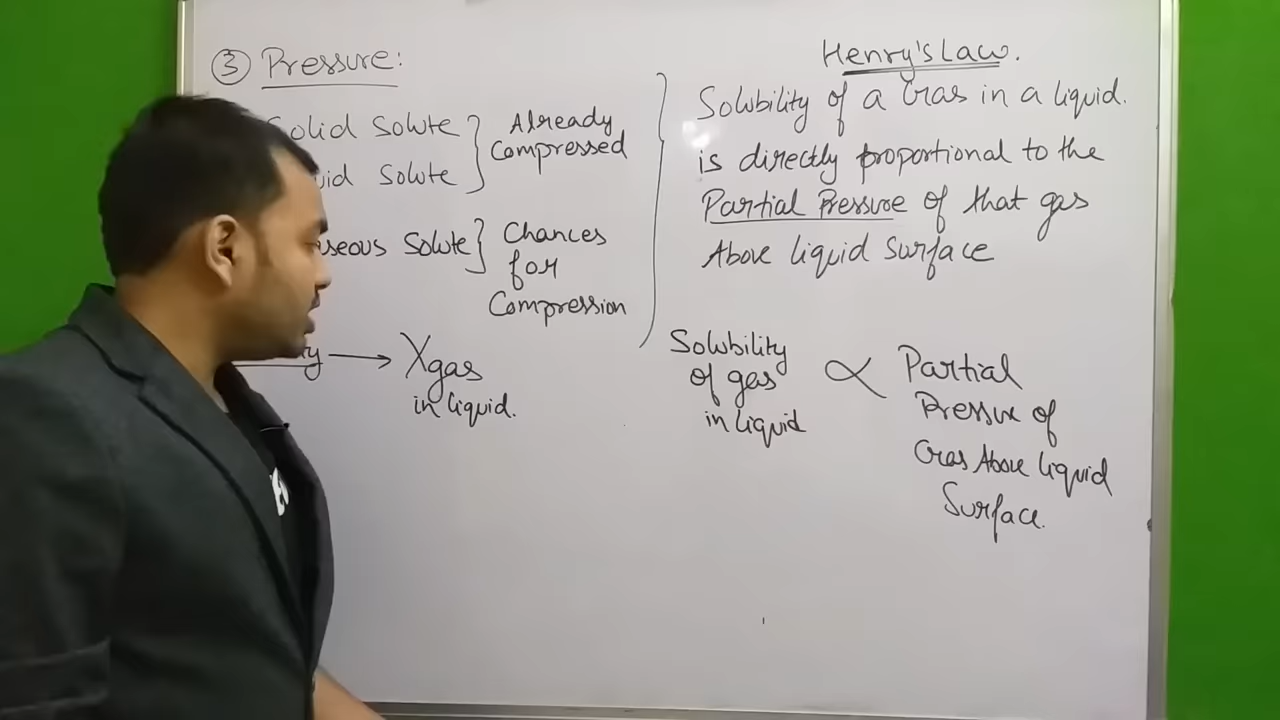 ③ Pressure:
Solid Solute } Already
Compressed
Solute
Solute } Chances
for
Compression
→ Xgas
in liquid.
Henry's Law.
Solubility of a Gas in a liquid.
is directly proportional to the
Partial Pressure of that gas
Above liquid Surface
Solubility
of gas
in liquid
∝ Partial
Pressure of
Gas Above liquid
Surface.